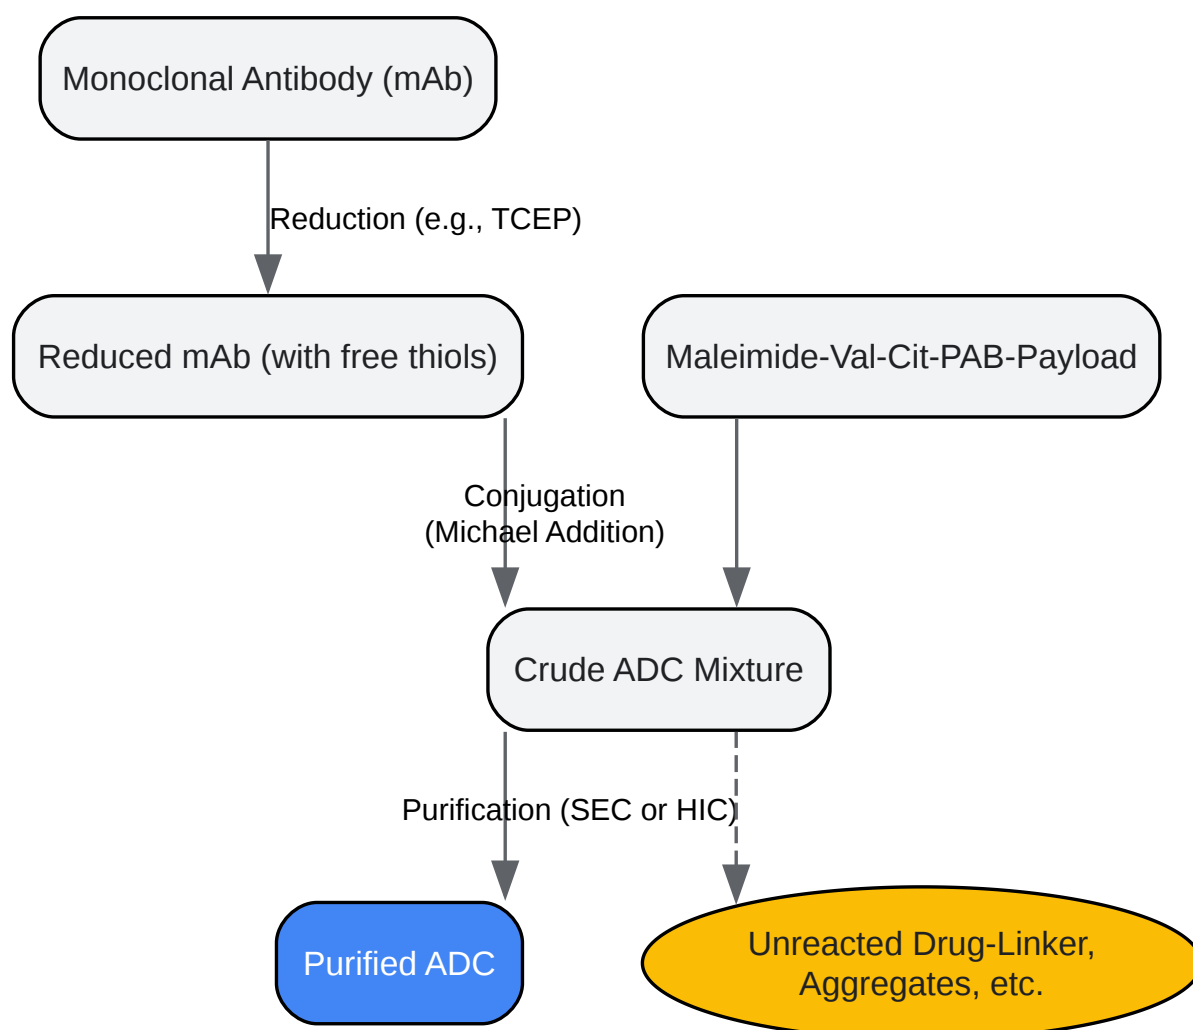 Monoclonal Antibody (mAb)
Reduction (e.g., TCEP)
Reduced mAb (with free thiols)
Maleimide-Val-Cit-PAB-Payload
Conjugation
(Michael Addition)
Crude ADC Mixture
Purification (SEC or HIC)
Purified ADC
Unreacted Drug-Linker,
Aggregates, etc.